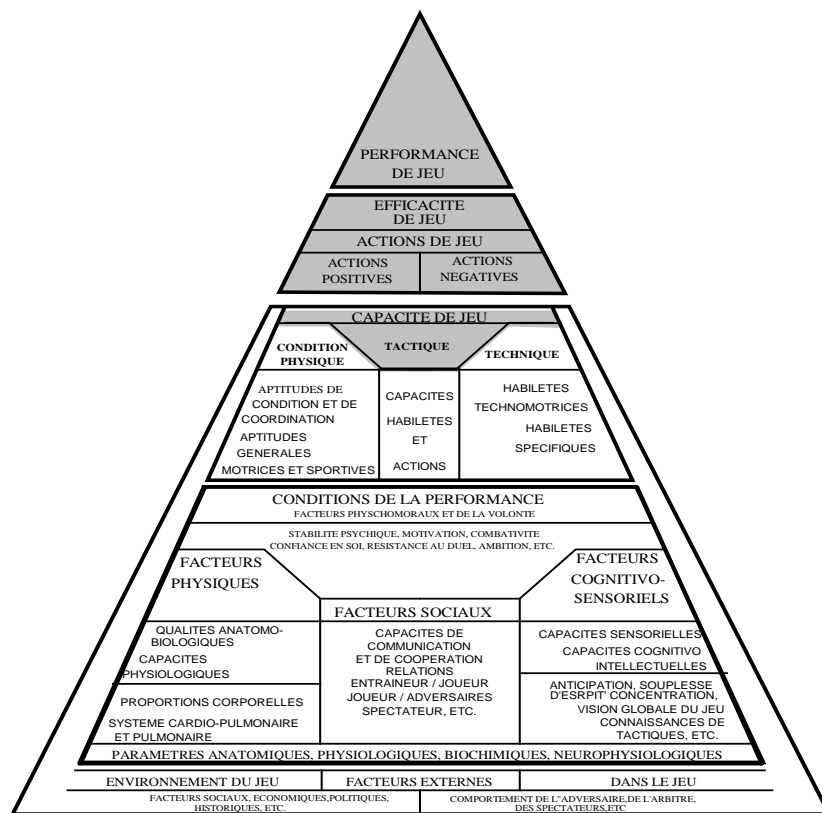 PERFORMANCE
DE JEU
EFFICACITE
DE JEU
ACTIONS DE JEU
ACTIONS
POSITIVES
ACTIONS
NEGATIVES
CAPACITE DE JEU
CONDITION
PHYSIQUE
TACTIQUE
TECHNIQUE
APTITUDES DE
CONDITION ET DE
COORDINATION
APTITUDES
GENERALES
MOTRICES ET SPORTIVES
CAPACITES
HABILETES
ET
ACTIONS
HABILETES
TECHNOMOTRICES
HABILETES
SPECIFIQUES
CONDITIONS DE LA PERFORMANCE
FACTEURS PHYSCHOMORAUX ET DE LA VOLONTE
STABILITE PSYCHIQUE, MOTIVATION, COMBATIVITE
CONFIANCE EN SOI, RESISTANCE AU DUEL, AMBITION, ETC.
FACTEURS
PHYSIQUES
FACTEURS
COGNITIVO-
SENSORIELS
FACTEURS SOCIAUX
QUALITES ANATOMO-
BIOLOGIQUES
CAPACITES
PHYSIOLOGIQUES
PROPORTIONS CORPORELLES
SYSTEME CARDIO-PULMONAIRE
ET PULMONAIRE
CAPACITES DE
COMMUNICATION
ET DE COOPERATION
RELATIONS
ENTRAINEUR / JOUEUR
JOUEUR / ADVERSAIRES
SPECTATEUR, ETC.
CAPACITES SENSORIELLES
CAPACITES COGNITIVO
INTELLECTUELLES
ANTICIPATION, SOUPLESSE
D'ESRPIT' CONCENTRATION,
VISION GLOBALE DU JEU
CONNAISSANCES DE
TACTIQUES, ETC.
PARAMETRES ANATOMIQUES, PHYSIOLOGIQUES, BIOCHIMIQUES, NEUROPHYSIOLOGIQUES
ENVIRONNEMENT DU JEU
FACTEURS EXTERNES
DANS LE JEU
FACTEURS SOCIAUX, ECONOMIQUES,POLITIQUES,
HISTORIQUES, ETC.
COMPORTEMENT DE L"ADVERSAIRE,DE L'ARBITRE,
DES SPECTATEURS,ETC